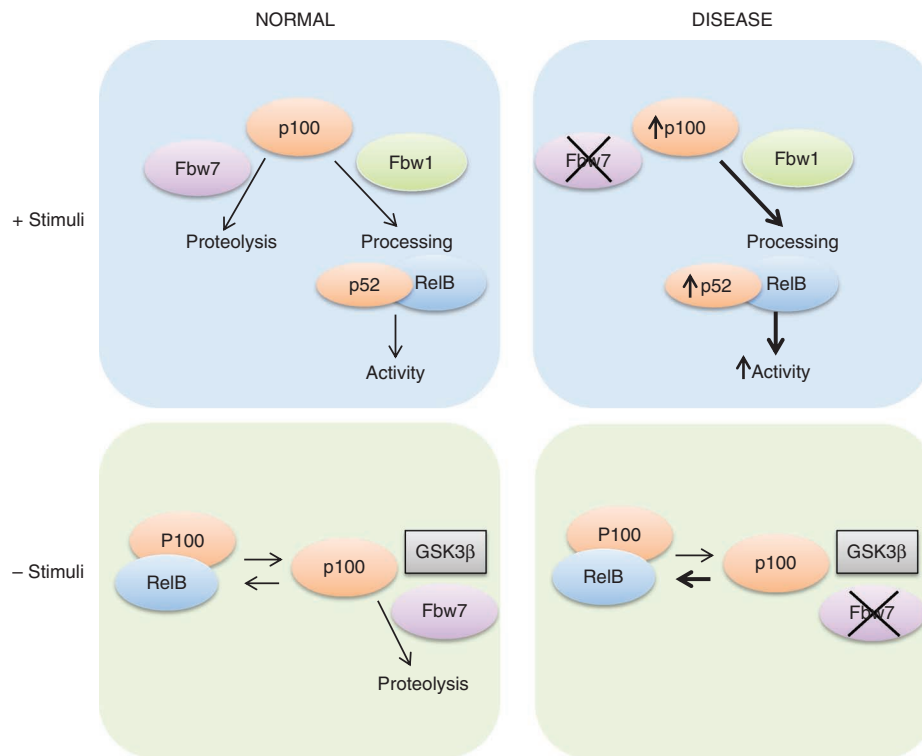 NORMAL
DISEASE
+ Stimuli
p100
Fbw7
Fbw1
Proteolysis
Processing
p52
RelB
Activity
↑p100
Fbw7
Fbw1
Processing
↑p52
RelB
↑Activity
– Stimuli
P100
RelB
p100
GSK3β
Fbw7
Proteolysis
P100
RelB
p100
GSK3β
Fbw7